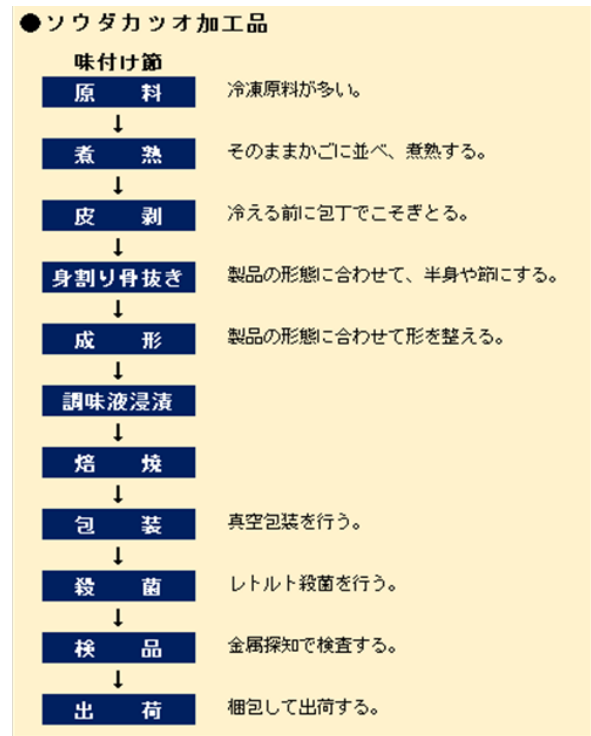 ●ソウダカツオ加工品
味付け節
原 料 冷凍原料が多い。
↓
煮 熟 そのままかごに並べ、煮熟する。
↓
皮 剥 冷える前に包丁でこそぎとる。
↓
身割り骨抜き 製品の形態に合わせて、半身や節にする。
↓
成 形 製品の形態に合わせて形を整える。
↓
調味液浸漬
↓
焙 焼
↓
包 装 真空包装を行う。
↓
殺 菌 レトルト殺菌を行う。
↓
検 品 金属探知で検査する。
↓
出 荷 梱包して出荷する。